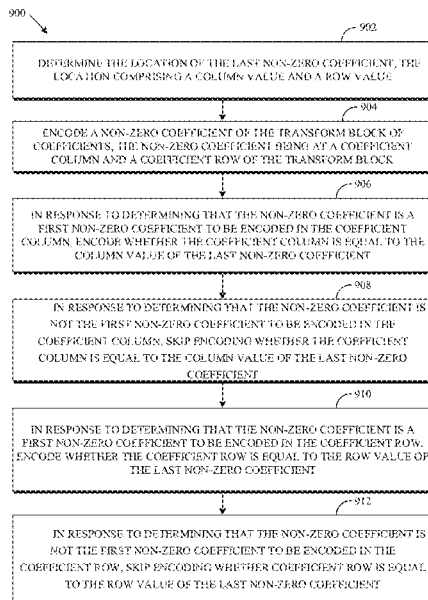 900
902
DETERMINE THE LOCATION OF THE LAST NON-ZERO COEFFICIENT, THE
LOCATION COMPRISING A COLUMN VALUE AND A ROW VALUE
904
ENCODE A NON-ZERO COEFFICIENT OF THE TRANSFORM BLOCK OF
COEFFICIENTS, THE NON-ZERO COEFFICIENT BEING AT A COEFFICIENT
COLUMN AND A COEFFICIENT ROW OF THE TRANSFORM BLOCK
906
IN RESPONSE TO DETERMINING THAT THE NON-ZERO COEFFICIENT IS A
FIRST NON-ZERO COEFFICIENT TO BE ENCODED IN THE COEFFICIENT
COLUMN, ENCODE WHETHER THE COEFFICIENT COLUMN IS EQUAL TO THE
COLUMN VALUE OF THE LAST NON-ZERO COEFFICIENT
908
IN RESPONSE TO DETERMINING THAT THE NON-ZERO COEFFICIENT IS
NOT THE FIRST NON-ZERO COEFFICIENT TO BE ENCODED IN THE
COEFFICIENT COLUMN, SKIP ENCODING WHETHER THE COEFFICIENT
COLUMN IS EQUAL TO THE COLUMN VALUE OF THE LAST NON-ZERO
COEFFICIENT
910
IN RESPONSE TO DETERMINING THAT THE NON-ZERO COEFFICIENT IS A
FIRST NON-ZERO COEFFICIENT TO BE ENCODED IN THE COEFFICIENT ROW,
ENCODE WHETHER THE COEFFICIENT ROW IS EQUAL TO THE ROW VALUE OF
THE LAST NON-ZERO COEFFICIENT
912
IN RESPONSE TO DETERMINING THAT THE NON-ZERO COEFFICIENT IS
NOT THE FIRST NON-ZERO COEFFICIENT TO BE ENCODED IN THE
COEFFICIENT ROW, SKIP ENCODING WHETHER COEFFICIENT ROW IS EQUAL
TO THE ROW VALUE OF THE LAST NON-ZERO COEFFICIENT